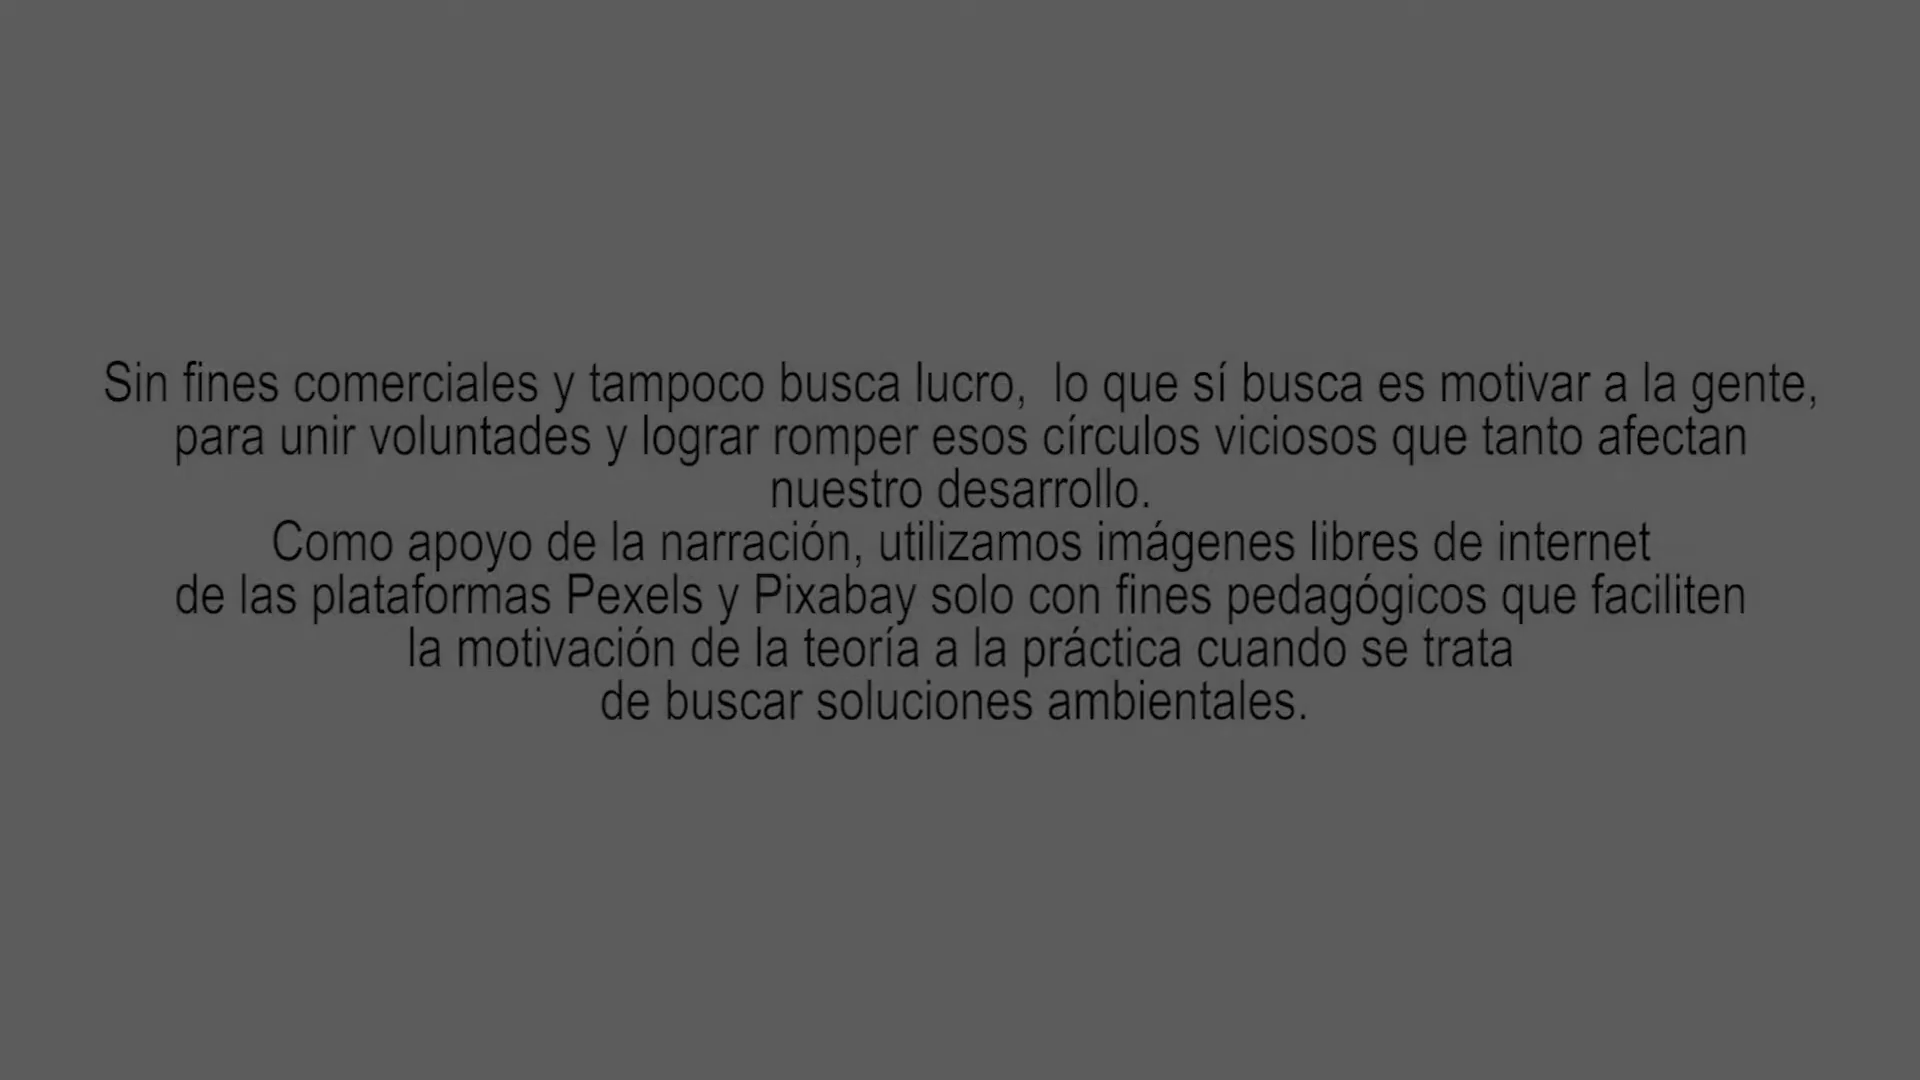 Sin fines comerciales y tampoco busca lucro,  lo que sí busca es motivar a la gente,
para unir voluntades y lograr romper esos círculos viciosos que tanto afectan
nuestro desarrollo.
Como apoyo de la narración, utilizamos imágenes libres de internet
de las plataformas Pexels y Pixabay solo con fines pedagógicos que faciliten
la motivación de la teoría a la práctica cuando se trata
de buscar soluciones ambientales.